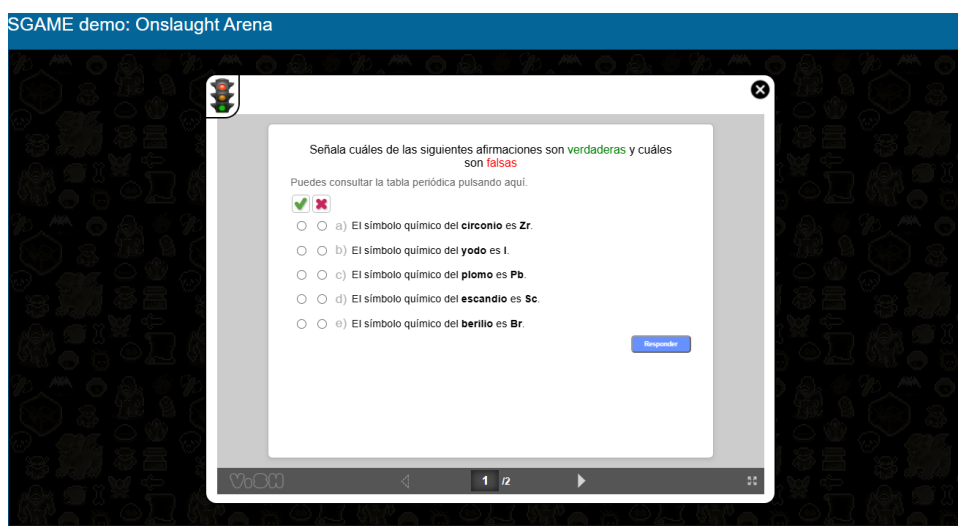 SGAME demo: Onslaught Arena
Señala cuáles de las siguientes afirmaciones son verdaderas y cuáles
son falsas
Puedes consultar la tabla periódica pulsando aquí.
a) El símbolo químico del circonio es Zr.
b) El símbolo químico del yodo es I.
c) El símbolo químico del plomo es Pb.
d) El símbolo químico del escandio es Sc.
e) El símbolo químico del berilio es Br.
Responder
ViSH 1 /2